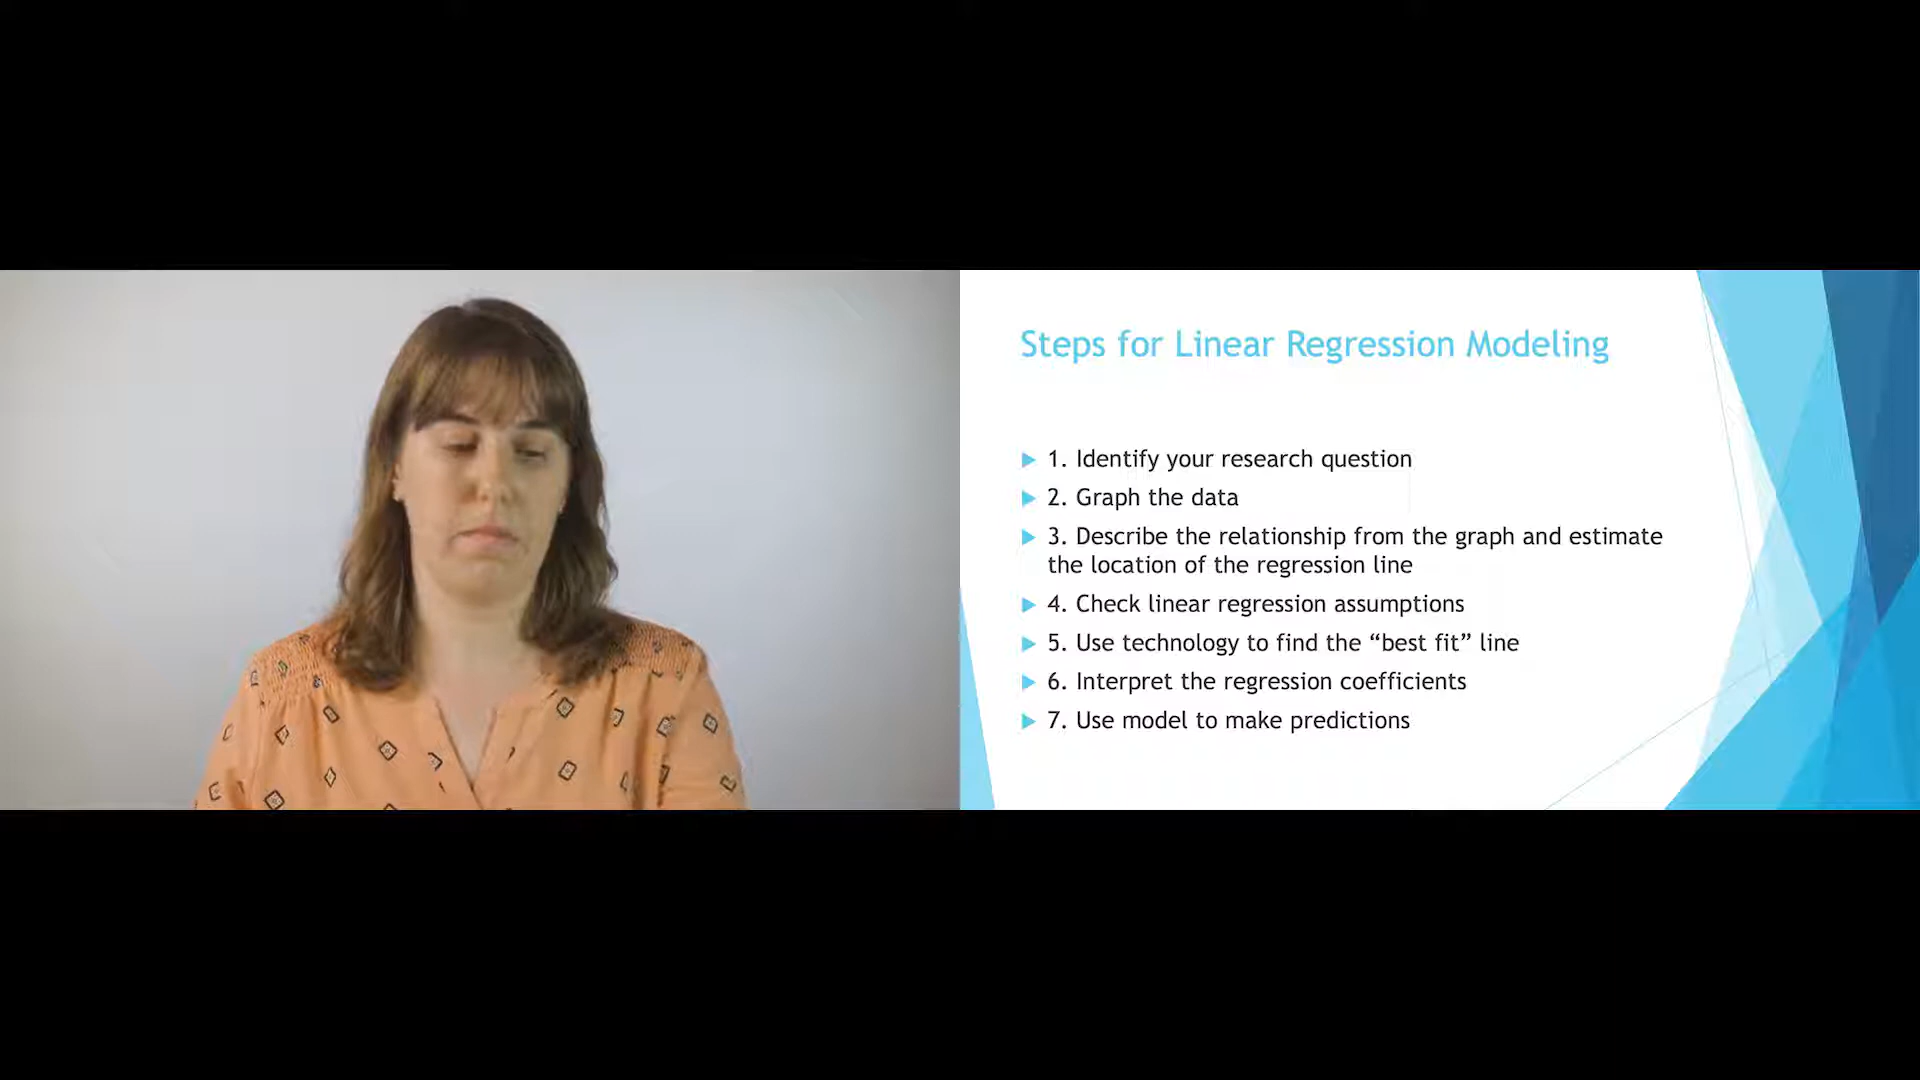 Steps for Linear Regression Modeling
1. Identify your research question
2. Graph the data
3. Describe the relationship from the graph and estimate
the location of the regression line
4. Check linear regression assumptions
5. Use technology to find the “best fit” line
6. Interpret the regression coefficients
7. Use model to make predictions